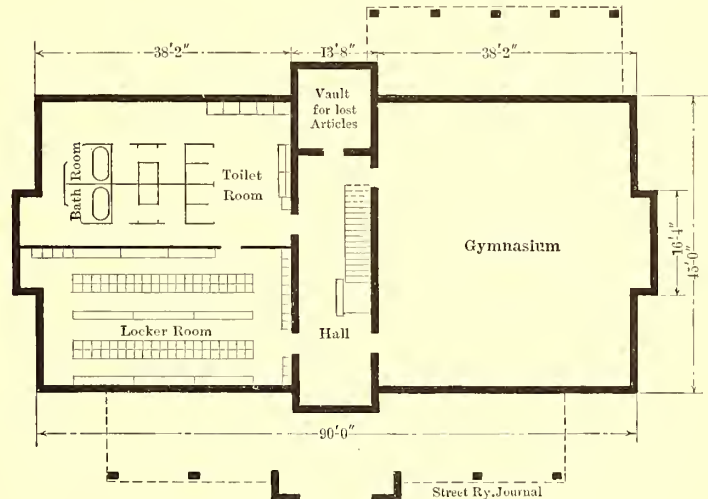 38'2"
13'8"
38'2"
Vault
for lost
Articles
Bath Room
Toilet
Room
Gymnasium
16'4"
45'0"
Locker Room
Hall
90'0"
Street Ry. Journal